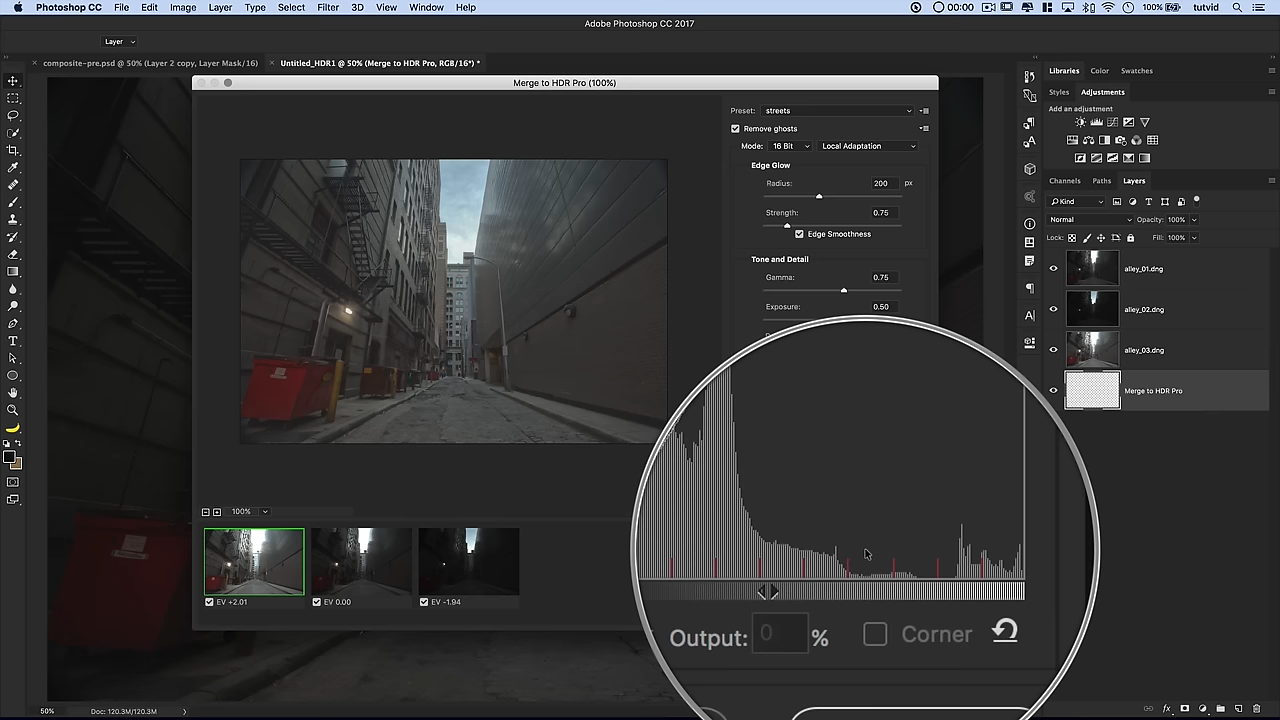 Photoshop CC File Edit Image Layer Type Select Filter 3D View Window Help 00:00 100% tutvid
Adobe Photoshop CC 2017
Layer
composite-pre.psd @ 50% (Layer 2 copy, Layer Mask/16) Untitled_HDR1 @ 50% (Merge to HDR Pro, RGB/16*) *
Merge to HDR Pro (100%)
Preset: streets
Remove ghosts
Mode: 16 Bit Local Adaptation
Edge Glow
Radius: 200 px
Strength: 0.75
Edge Smoothness
Tone and Detail
Gamma: 0.75
Exposure: 0.50
Output: 0 % Corner
100%
EV +2.01 EV 0.00 EV -1.94
50% Doc: 120.3M/120.3M
Libraries Color Swatches
Styles Adjustments
Add an adjustment
Channels Paths Layers
Kind
Normal Opacity: 100%
Lock: Fill: 100%
alley_01.dng
alley_02.dng
alley_03.dng
Merge to HDR Pro